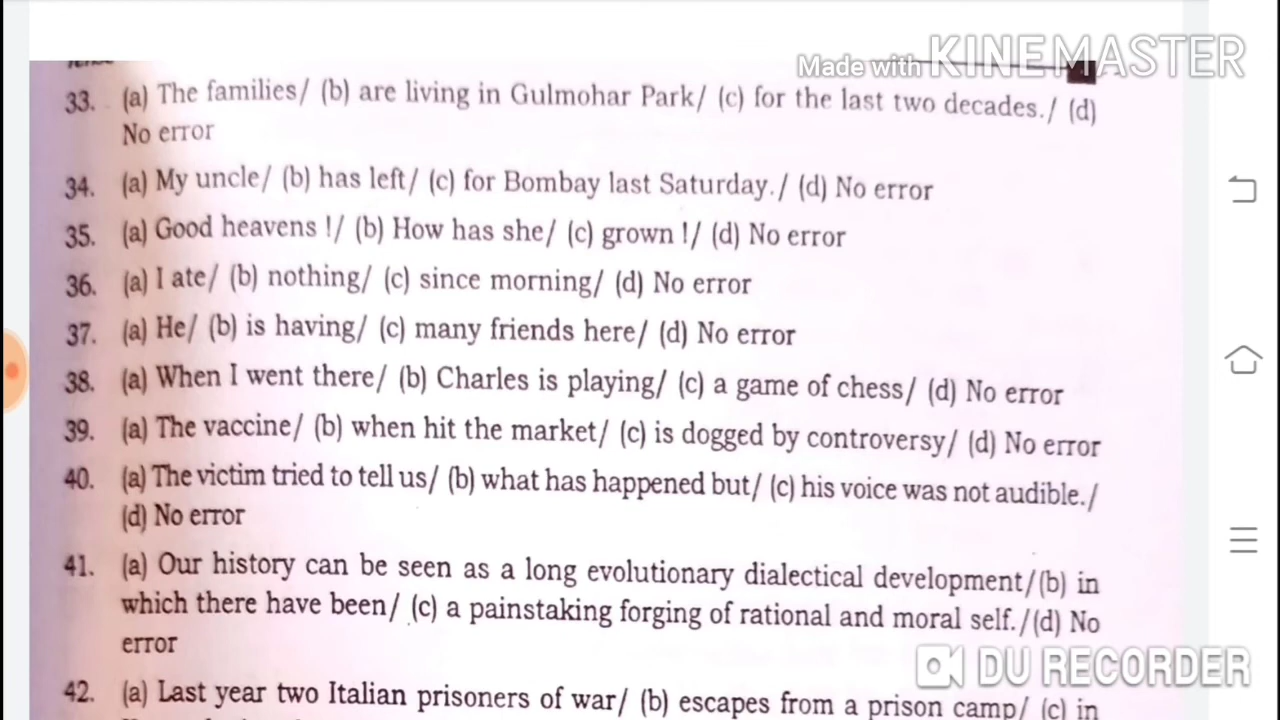 Made with KINEMASTER
33. (a) The families/ (b) are living in Gulmohar Park/ (c) for the last two decades./ (d)
No error
34. (a) My uncle/ (b) has left/ (c) for Bombay last Saturday./ (d) No error
35. (a) Good heavens !/ (b) How has she/ (c) grown !/ (d) No error
36. (a) I ate/ (b) nothing/ (c) since morning/ (d) No error
37. (a) He/ (b) is having/ (c) many friends here/ (d) No error
38. (a) When I went there/ (b) Charles is playing/ (c) a game of chess/ (d) No error
39. (a) The vaccine/ (b) when hit the market/ (c) is dogged by controversy/ (d) No error
40. (a) The victim tried to tell us/ (b) what has happened but/ (c) his voice was not audible./
(d) No error
41. (a) Our history can be seen as a long evolutionary dialectical development/(b) in
which there have been/ (c) a painstaking forging of rational and moral self./(d) No
error
DU RECORDER
42. (a) Last year two Italian prisoners of war/ (b) escapes from a prison camp/ (c) in